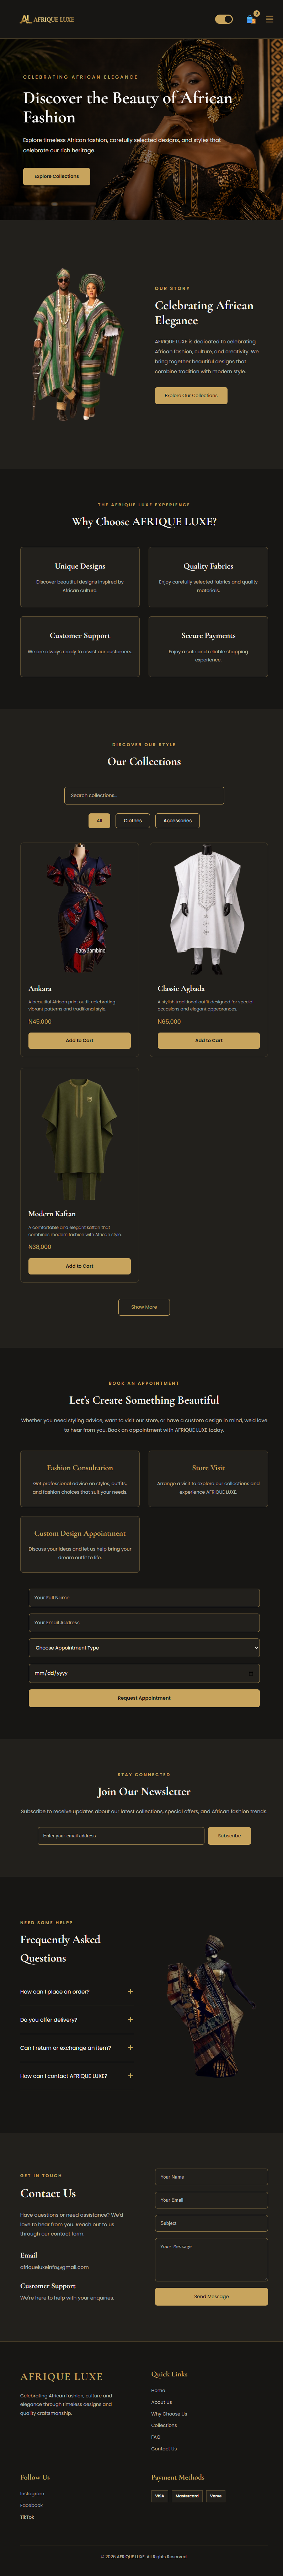 AFRIQUE LUXE
0
CELEBRATING AFRICAN ELEGANCE
Discover the Beauty of African
Fashion
Explore timeless African fashion, carefully selected designs, and styles that
celebrate our rich heritage.
Explore Collections
OUR STORY
Celebrating African
Elegance
AFRIQUE LUXE is dedicated to celebrating
African fashion, culture, and creativity. We
bring together beautiful designs that
combine tradition with modern style.
Explore Our Collections
THE AFRIQUE LUXE EXPERIENCE
Why Choose AFRIQUE LUXE?
Unique Designs
Discover beautiful designs inspired by
African culture.
Quality Fabrics
Enjoy carefully selected fabrics and quality
materials.
Customer Support
We are always ready to assist our customers.
Secure Payments
Enjoy a safe and reliable shopping
experience.
DISCOVER OUR STYLE
Our Collections
Search collections...
All
Clothes
Accessories
BabyBambino
Ankara
A beautiful African print outfit celebrating
vibrant patterns and traditional style.
₦45,000
Add to Cart
Classic Agbada
A stylish traditional outfit designed for special
occasions and elegant appearances.
₦65,000
Add to Cart
Modern Kaftan
A comfortable and elegant kaftan that
combines modern fashion with African style.
₦38,000
Add to Cart
Show More
BOOK AN APPOINTMENT
Let's Create Something Beautiful
Whether you need styling advice, want to visit our store, or have a custom design in mind, we'd love
to hear from you. Book an appointment with AFRIQUE LUXE today.
Fashion Consultation
Get professional advice on styles, outfits,
and fashion choices that suit your needs.
Store Visit
Arrange a visit to explore our collections and
experience AFRIQUE LUXE.
Custom Design Appointment
Discuss your ideas and let us help bring your
dream outfit to life.
Your Full Name
Your Email Address
Choose Appointment Type
mm/dd/yyyy
Request Appointment
STAY CONNECTED
Join Our Newsletter
Subscribe to receive updates about our latest collections, special offers, and African fashion trends.
Enter your email address
Subscribe
NEED SOME HELP?
Frequently Asked
Questions
How can I place an order? +
Do you offer delivery? +
Can I return or exchange an item? +
How can I contact AFRIQUE LUXE? +
GET IN TOUCH
Contact Us
Have questions or need assistance? We'd
love to hear from you. Reach out to us
through our contact form.
Email
afriqueluxeinfo@gmail.com
Customer Support
We're here to help with your enquiries.
Your Name
Your Email
Subject
Your Message
Send Message
AFRIQUE LUXE
Celebrating African fashion, culture and
elegance through timeless designs and
quality craftsmanship.
Quick Links
Home
About Us
Why Choose Us
Collections
FAQ
Contact Us
Follow Us
Instagram
Facebook
TikTok
Payment Methods
VISA
Mastercard
Verve
© 2026 AFRIQUE LUXE. All Rights Reserved.